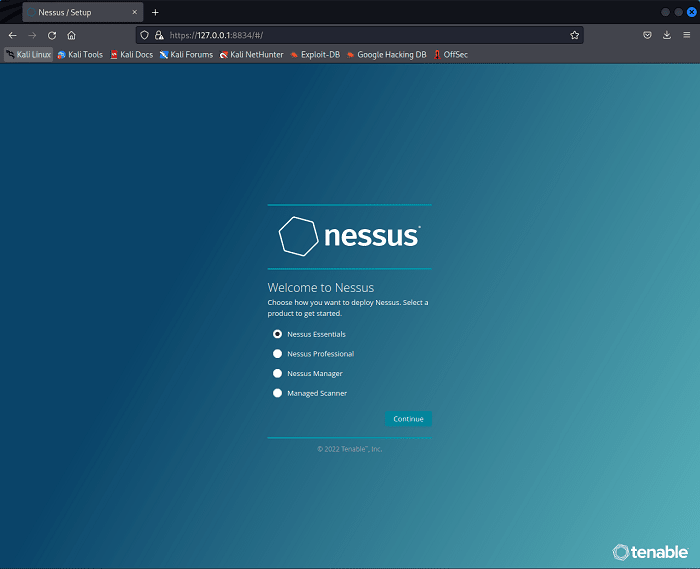 Nessus / Setup
https://127.0.0.1:8834/#/
Kali Linux Kali Tools Kali Docs Kali Forums Kali NetHunter Exploit-DB Google Hacking DB OffSec
nessus
Welcome to Nessus
Choose how you want to deploy Nessus. Select a
product to get started.
Nessus Essentials
Nessus Professional
Nessus Manager
Managed Scanner
Continue
© 2022 Tenable™, Inc.
tenable